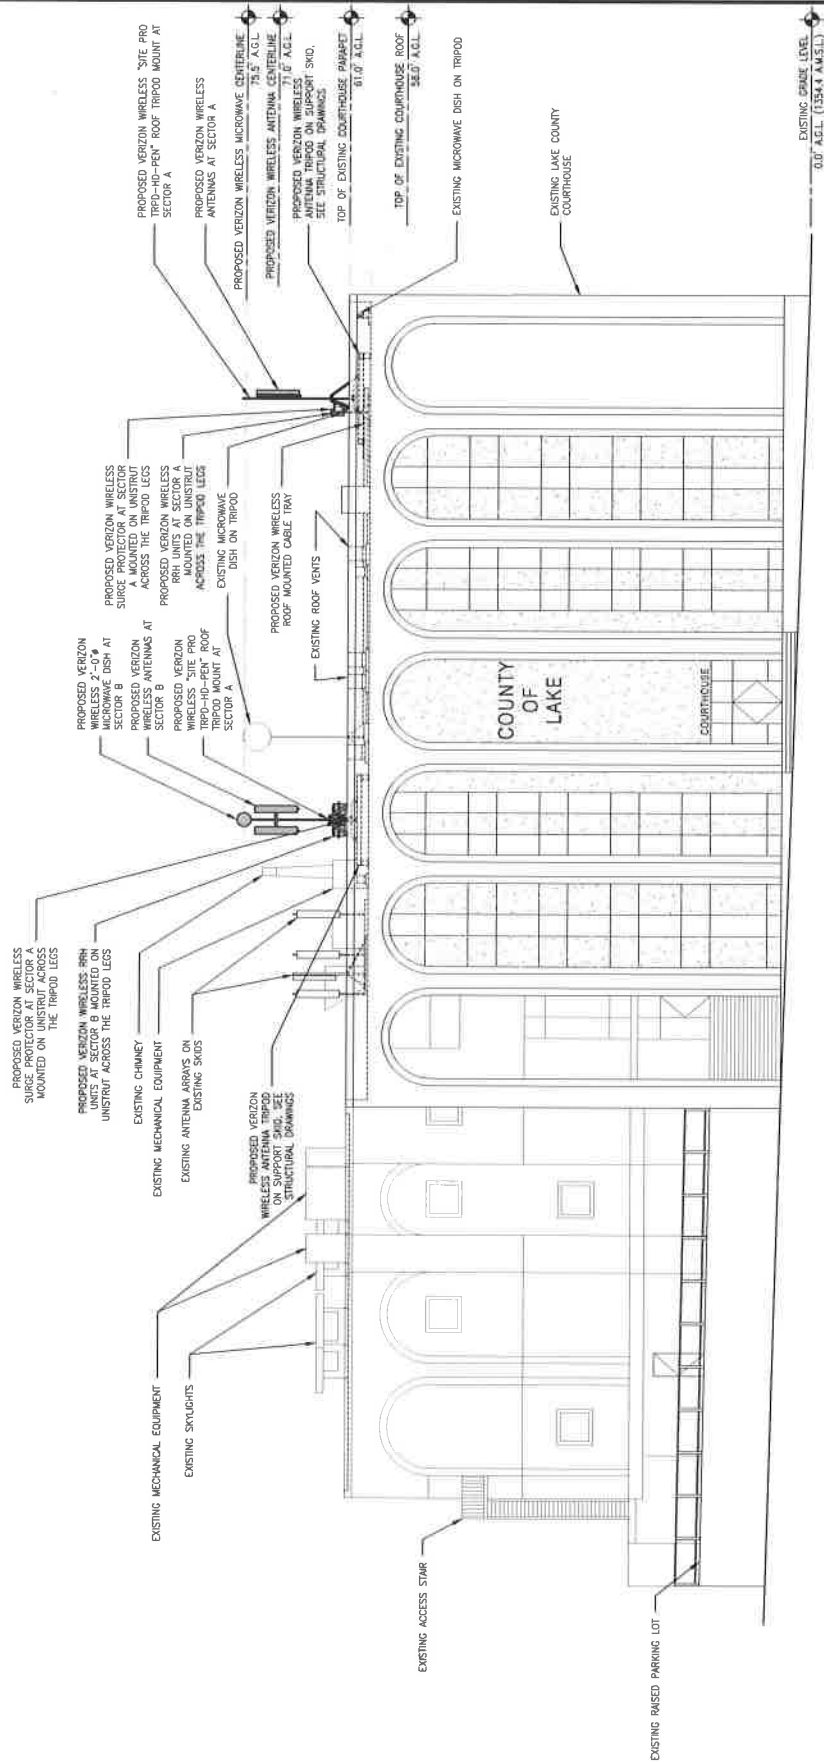 PROPOSED VERIZON WIRELESS
SURGE PROTECTOR AT SECTOR A
MOUNTED ON UNISTRUT ACROSS
THE TRIPOD LEGS
PROPOSED VERIZON WIRELESS RRH
UNITS AT SECTOR B MOUNTED ON
UNISTRUT ACROSS THE TRIPOD LEGS
EXISTING CHIMNEY
EXISTING MECHANICAL EQUIPMENT
EXISTING ANTENNA ARRAYS ON
EXISTING SKIDS
PROPOSED VERIZON
WIRELESS ANTENNA TRIPOD
ON SUPPORT SKID, SEE
STRUCTURAL DRAWINGS
EXISTING MECHANICAL EQUIPMENT
EXISTING SKYLIGHTS
EXISTING ACCESS STAIR
EXISTING RAISED PARKING LOT
PROPOSED VERIZON
WIRELESS 2'-0"ø
MICROWAVE DISH AT
SECTOR B
PROPOSED VERIZON
WIRELESS ANTENNAS AT
SECTOR B
PROPOSED VERIZON
WIRELESS "SITE PRO
TRPD-HD-PEN" ROOF
TRIPOD MOUNT AT
SECTOR A
PROPOSED VERIZON WIRELESS
SURGE PROTECTOR AT SECTOR
A MOUNTED ON UNISTRUT
ACROSS THE TRIPOD LEGS
PROPOSED VERIZON WIRELESS
RRH UNITS AT SECTOR A
MOUNTED ON UNISTRUT
ACROSS THE TRIPOD LEGS
EXISTING MICROWAVE
DISH ON TRIPOD
PROPOSED VERIZON WIRELESS
ROOF MOUNTED CABLE TRAY
EXISTING ROOF VENTS
PROPOSED VERIZON WIRELESS "SITE PRO
TRPD-HD-PEN" ROOF TRIPOD MOUNT AT
SECTOR A
PROPOSED VERIZON WIRELESS
ANTENNAS AT SECTOR A
PROPOSED VERIZON WIRELESS MICROWAVE CENTERLINE
75.5' A.G.L.
PROPOSED VERIZON WIRELESS ANTENNA CENTERLINE
71.0' A.G.L.
PROPOSED VERIZON WIRELESS
ANTENNA TRIPOD ON SUPPORT SKID,
SEE STRUCTURAL DRAWINGS
TOP OF EXISTING COURTHOUSE PARAPET
61.0' A.G.L.
TOP OF EXISTING COURTHOUSE ROOF
58.0' A.G.L.
EXISTING MICROWAVE DISH ON TRIPOD
EXISTING LAKE COUNTY
COURTHOUSE
EXISTING GRADE LEVEL
0.0' A.G.L. (1354.4 A.M.S.L.)
COUNTY
OF
LAKE
COURTHOUSE